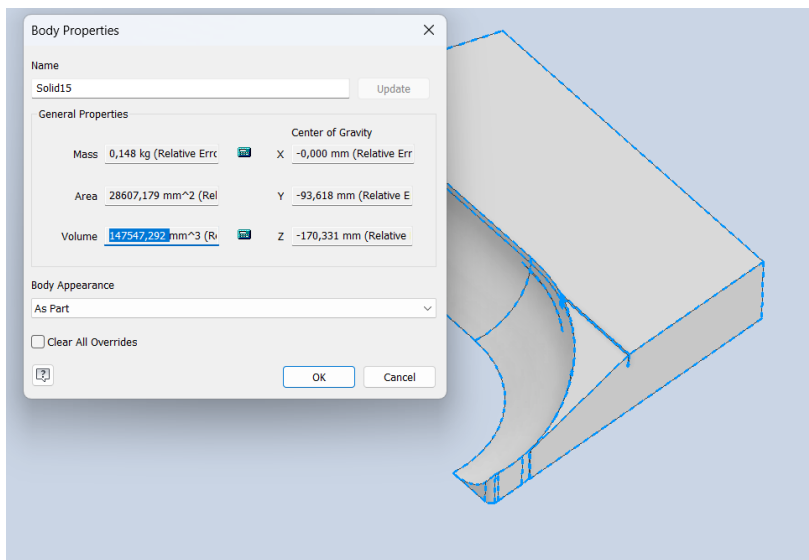 Body Properties
Name
Solid15
Update
General Properties
Center of Gravity
Mass 0,148 kg (Relative Erro X -0,000 mm (Relative Err
Area 28607,179 mm^2 (Rel Y -93,618 mm (Relative E
Volume 147547,292 mm^3 (Re Z -170,331 mm (Relative
Body Appearance
As Part
Clear All Overrides
?
OK Cancel